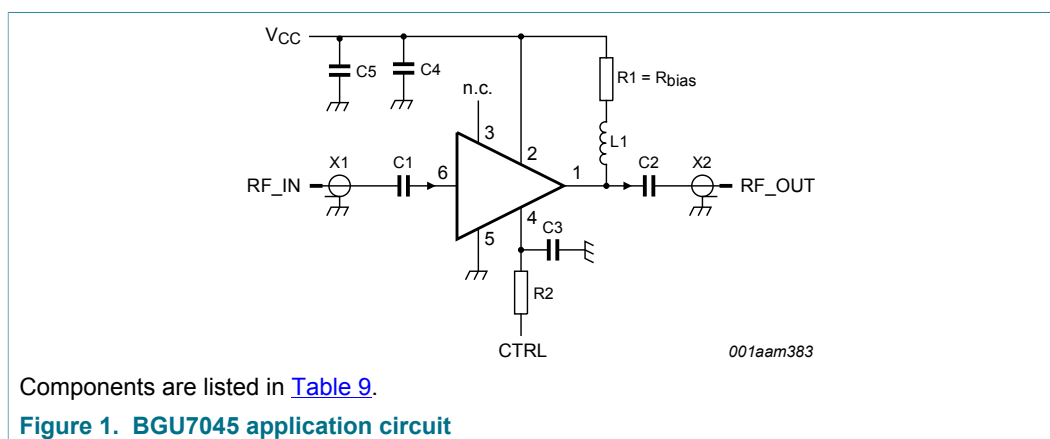 VCC
C5
C4
R1 = Rbias
n.c.
3
2
L1
X1
C1
C2
X2
RF_IN
6
1
RF_OUT
4
5
C3
R2
CTRL
001aam383
Components are listed in Table 9.
Figure 1. BGU7045 application circuit